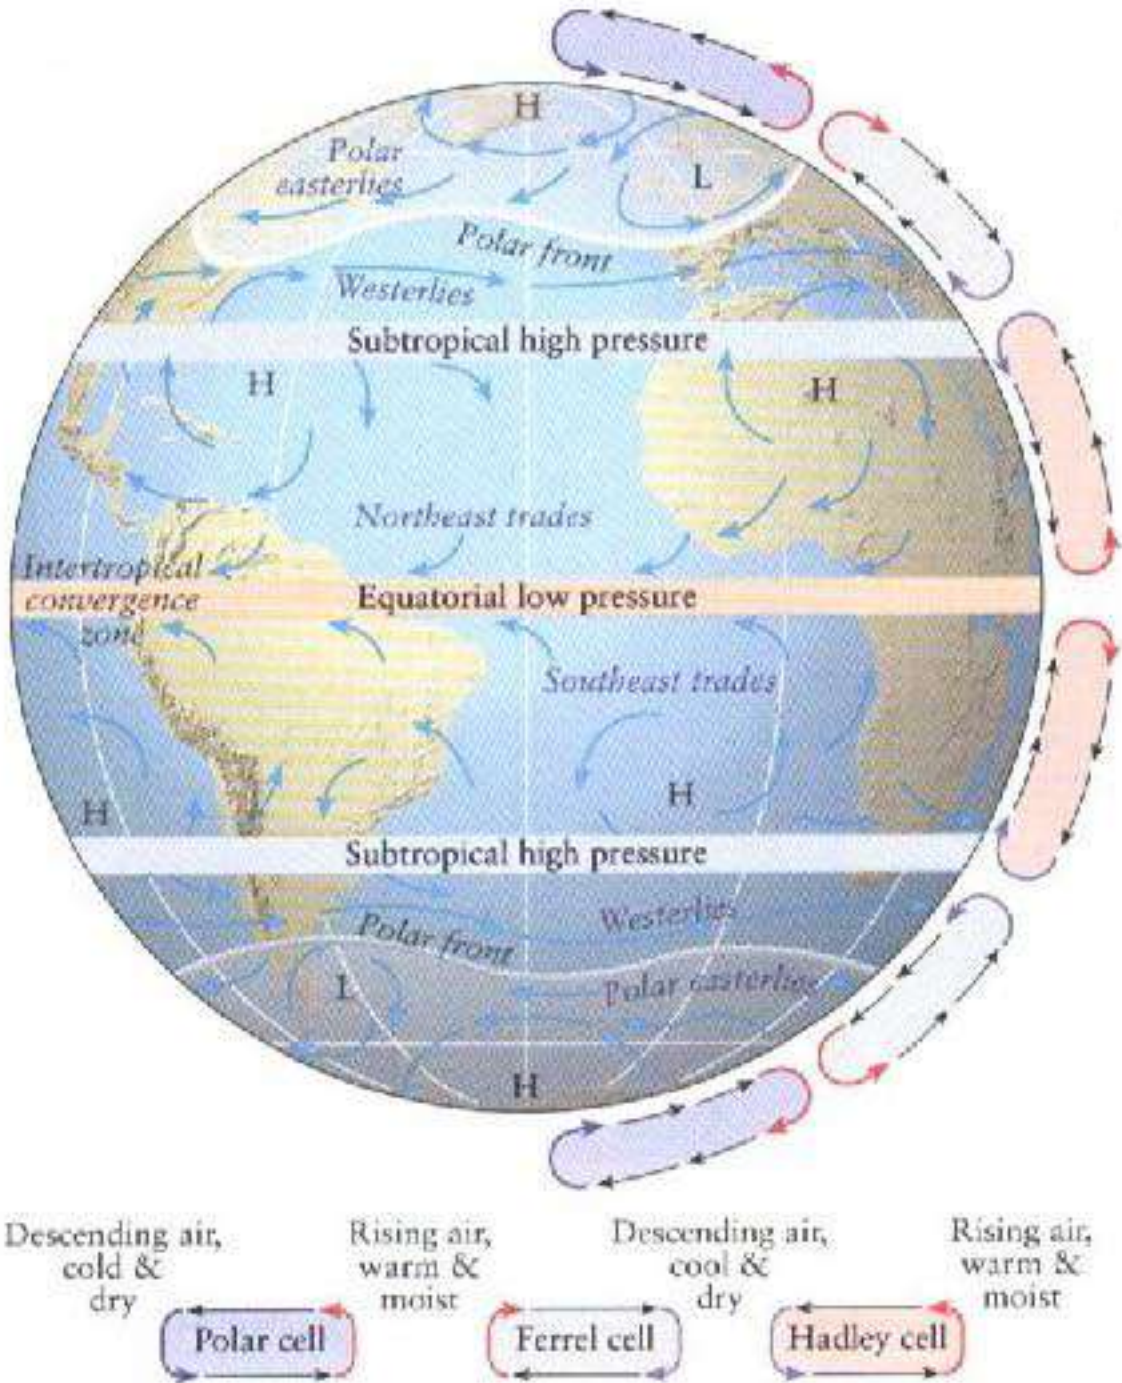 H
Polar
easterlies
L
Polar front
Westerlies
Subtropical high pressure
H
H
Northeast trades
Intertropical
convergence
zone
Equatorial low pressure
Southeast trades
H
H
Subtropical high pressure
Westerlies
Polar front
L
Polar easterlies
H
Descending air,
cold &
dry
Rising air,
warm &
moist
Descending air,
cool &
dry
Rising air,
warm &
moist
Polar cell
Ferrel cell
Hadley cell